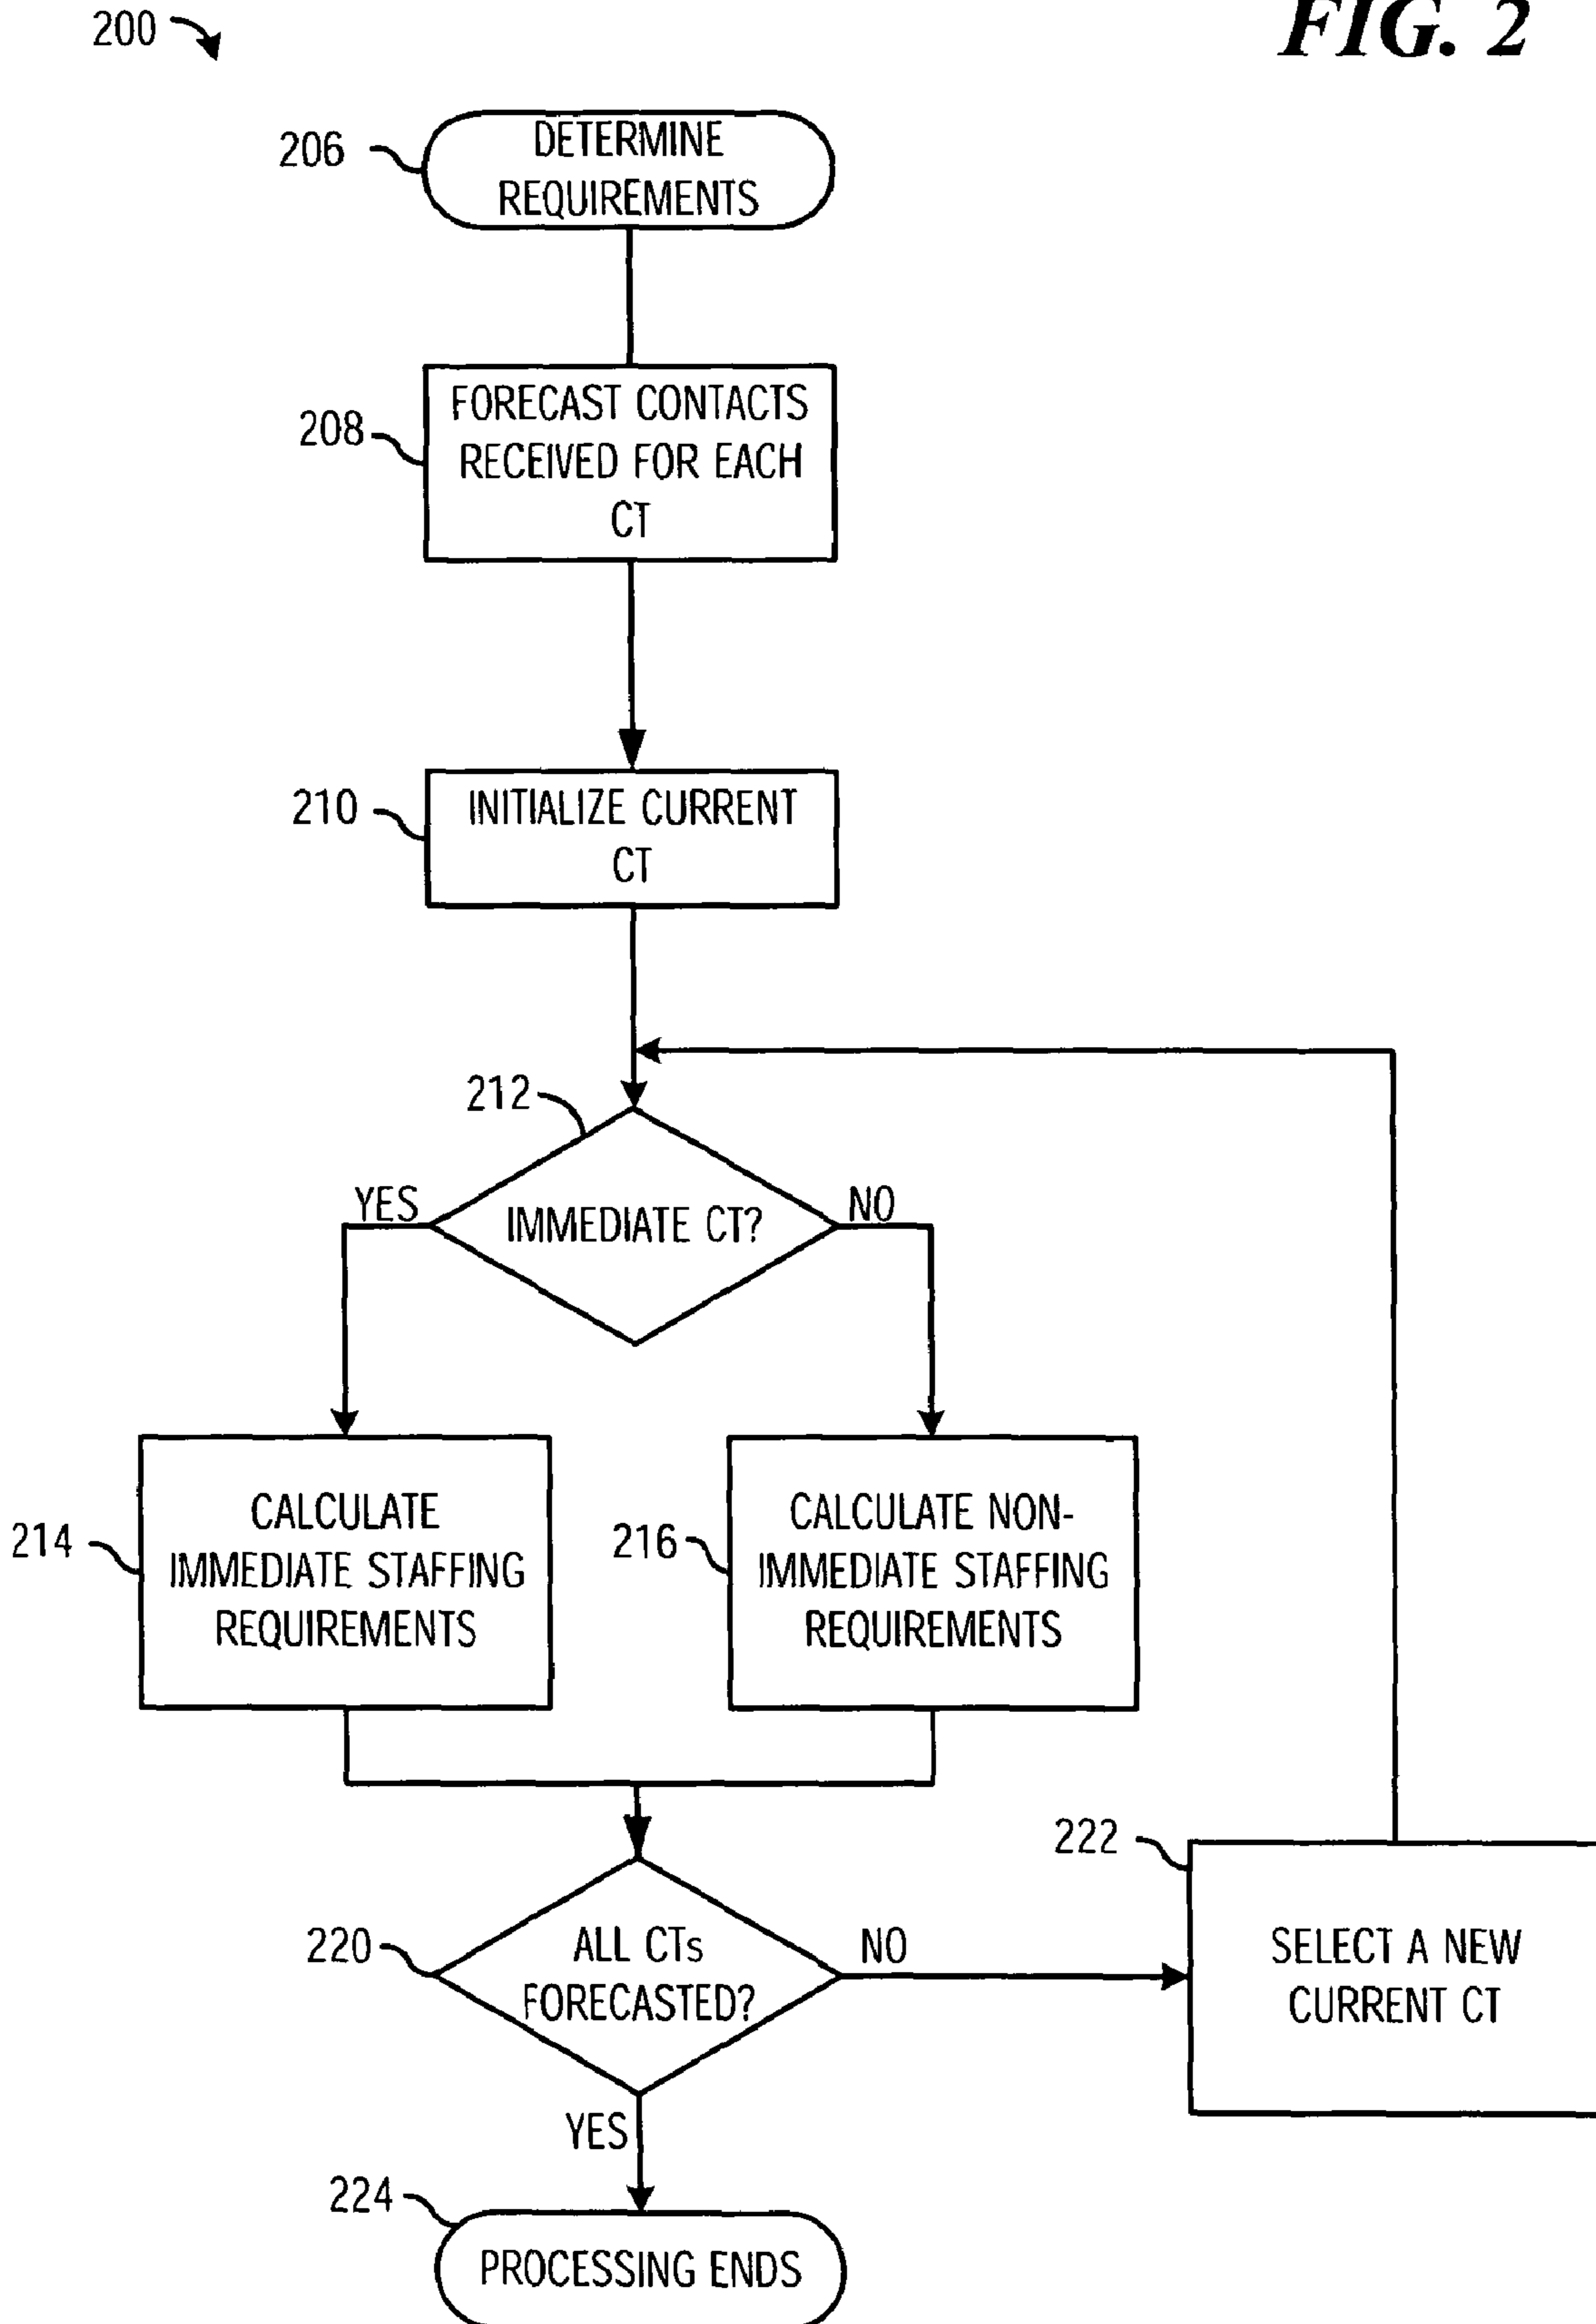 200
FIG. 2
206
DETERMINE
REQUIREMENTS
208
FORECAST CONTACTS
RECEIVED FOR EACH
CT
210
INITIALIZE CURRENT
CT
212
YES
IMMEDIATE CT?
NO
214
CALCULATE
IMMEDIATE STAFFING
REQUIREMENTS
216
CALCULATE NON-
IMMEDIATE STAFFING
REQUIREMENTS
220
ALL CTs
FORECASTED?
NO
222
SELECT A NEW
CURRENT CT
YES
224
PROCESSING ENDS